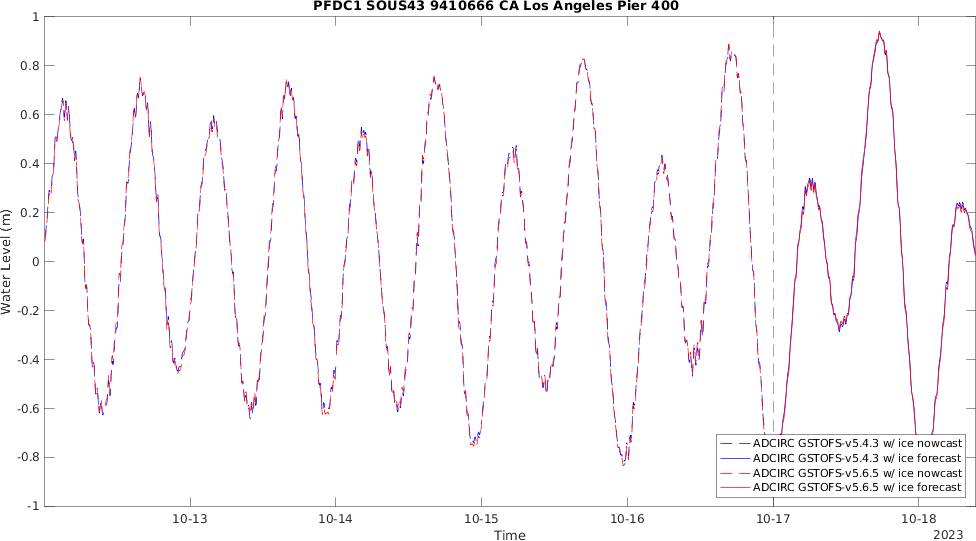 PFDC1 SOUS43 9410666 CA Los Angeles Pier 400
1
0.8
0.6
0.4
0.2
0
-0.2
-0.4
-0.6
-0.8
-1
Water Level (m)
10-13
10-14
10-15
10-16
10-17
10-18
Time
2023
ADCIRC GSTOFS-v5.4.3 w/ ice nowcast
ADCIRC GSTOFS-v5.4.3 w/ ice forecast
ADCIRC GSTOFS-v5.6.5 w/ ice nowcast
ADCIRC GSTOFS-v5.6.5 w/ ice forecast